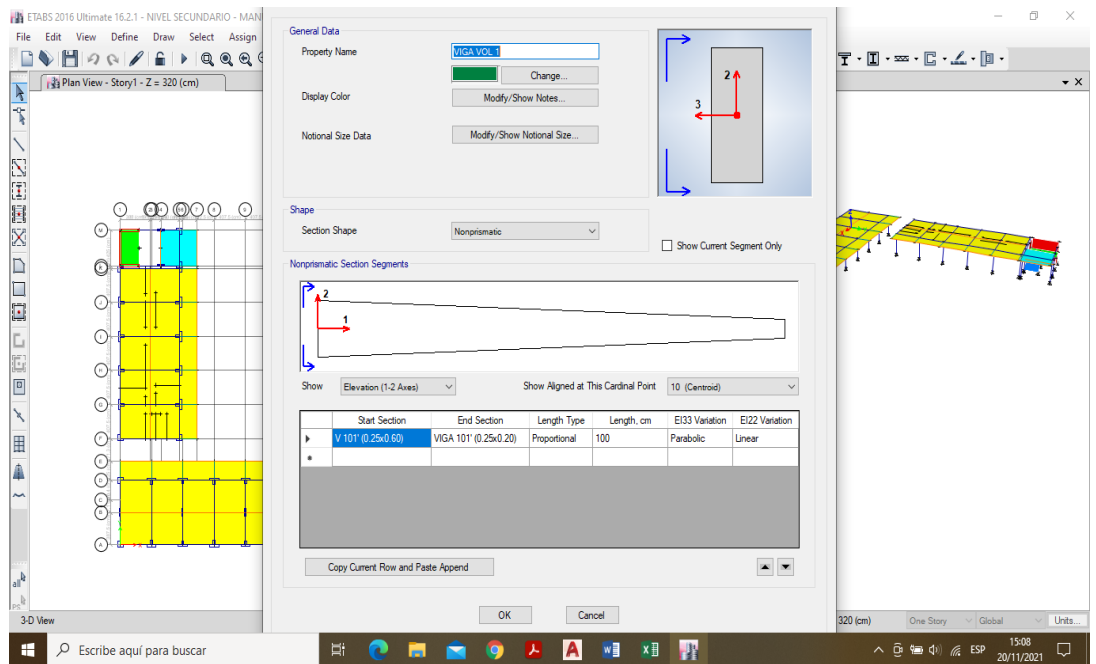 ETABS 2016 Ultimate 16.2.1 - NIVEL SECUNDARIO - MAN
File Edit View Define Draw Select Assign
Plan View - Story1 - Z = 320 (cm)
General Data
Property Name VIGA VOL 1
Change...
Display Color Modify/Show Notes...
Notional Size Data Modify/Show Notional Size...
2
3
Shape
Section Shape Nonprismatic
Show Current Segment Only
Nonprismatic Section Segments
2
1
Show Elevation (1-2 Axes) Show Aligned at This Cardinal Point 10 (Centroid)
Start Section End Section Length Type Length, cm EI33 Variation EI22 Variation
V 101' (0.25x0.60) VIGA 101' (0.25x0.20) Proportional 100 Parabolic Linear
Copy Current Row and Paste Append
OK Cancel
all
3-D View 320 (cm) One Story Global Units...
Escribe aquí para buscar
ESP
15:08
20/11/2021